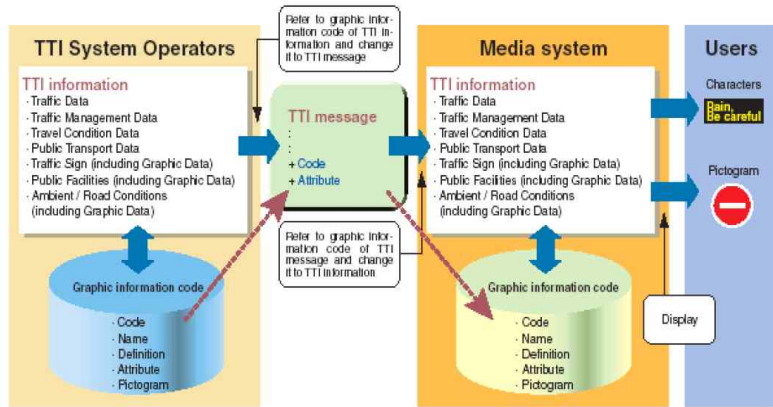 Refer to graphic infor-
mation code of TTI in-
formation and change
it to TTI message
TTI System Operators
TTI information
· Traffic Data
· Traffic Management Data
· Travel Condition Data
· Public Transport Data
· Traffic Sign (including Graphic Data)
· Public Facilities (including Graphic Data)
· Ambient / Road Conditions
(including Graphic Data)
Graphic information code
· Code
· Name
· Definition
· Attribute
· Pictogram
TTI message
:
:
+ Code
+ Attribute
Refer to graphic infor-
mation code of TTI
message and change
it to TTI information
Media system
TTI information
· Traffic Data
· Traffic Management Data
· Travel Condition Data
· Public Transport Data
· Traffic Sign (including Graphic Data)
· Public Facilities (including Graphic Data)
· Ambient / Road Conditions
(including Graphic Data)
Graphic information code
· Code
· Name
· Definition
· Attribute
· Pictogram
Users
Characters
Rain,
Be careful
Pictogram
Display